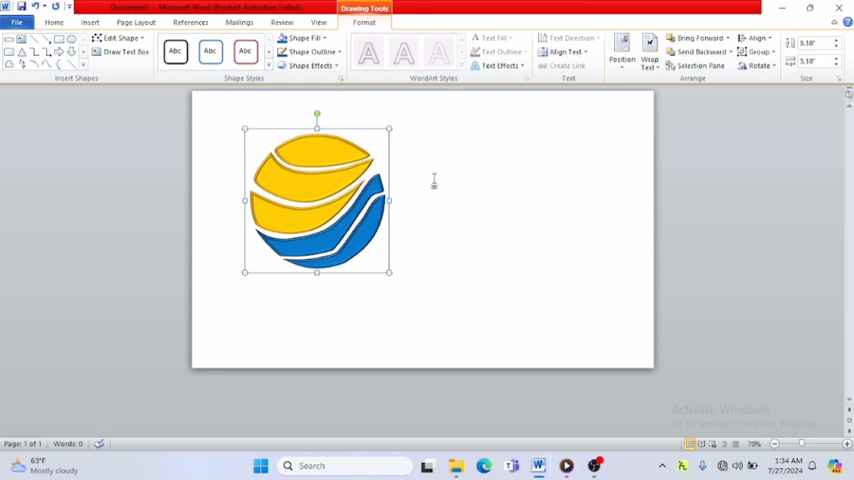 Document1 - Microsoft Word (Product Activation Failed)
Drawing Tools
File Home Insert Page Layout References Mailings Review View Format
Edit Shape
Draw Text Box
Insert Shapes
Abc Abc Abc
Shape Fill
Shape Outline
Shape Effects
Shape Styles
A A A
Text Fill
Text Outline
Text Effects
WordArt Styles
Text Direction
Align Text
Create Link
Text
Position
Wrap
Text
Bring Forward
Send Backward
Selection Pane
Align
Group
Rotate
Arrange
3.18"
3.18"
Size
Activate Windows
Go to Settings to activate Windows.
Page: 1 of 1 Words: 0
70%
63°F
Mostly cloudy
Search
1:34 AM
7/27/2024